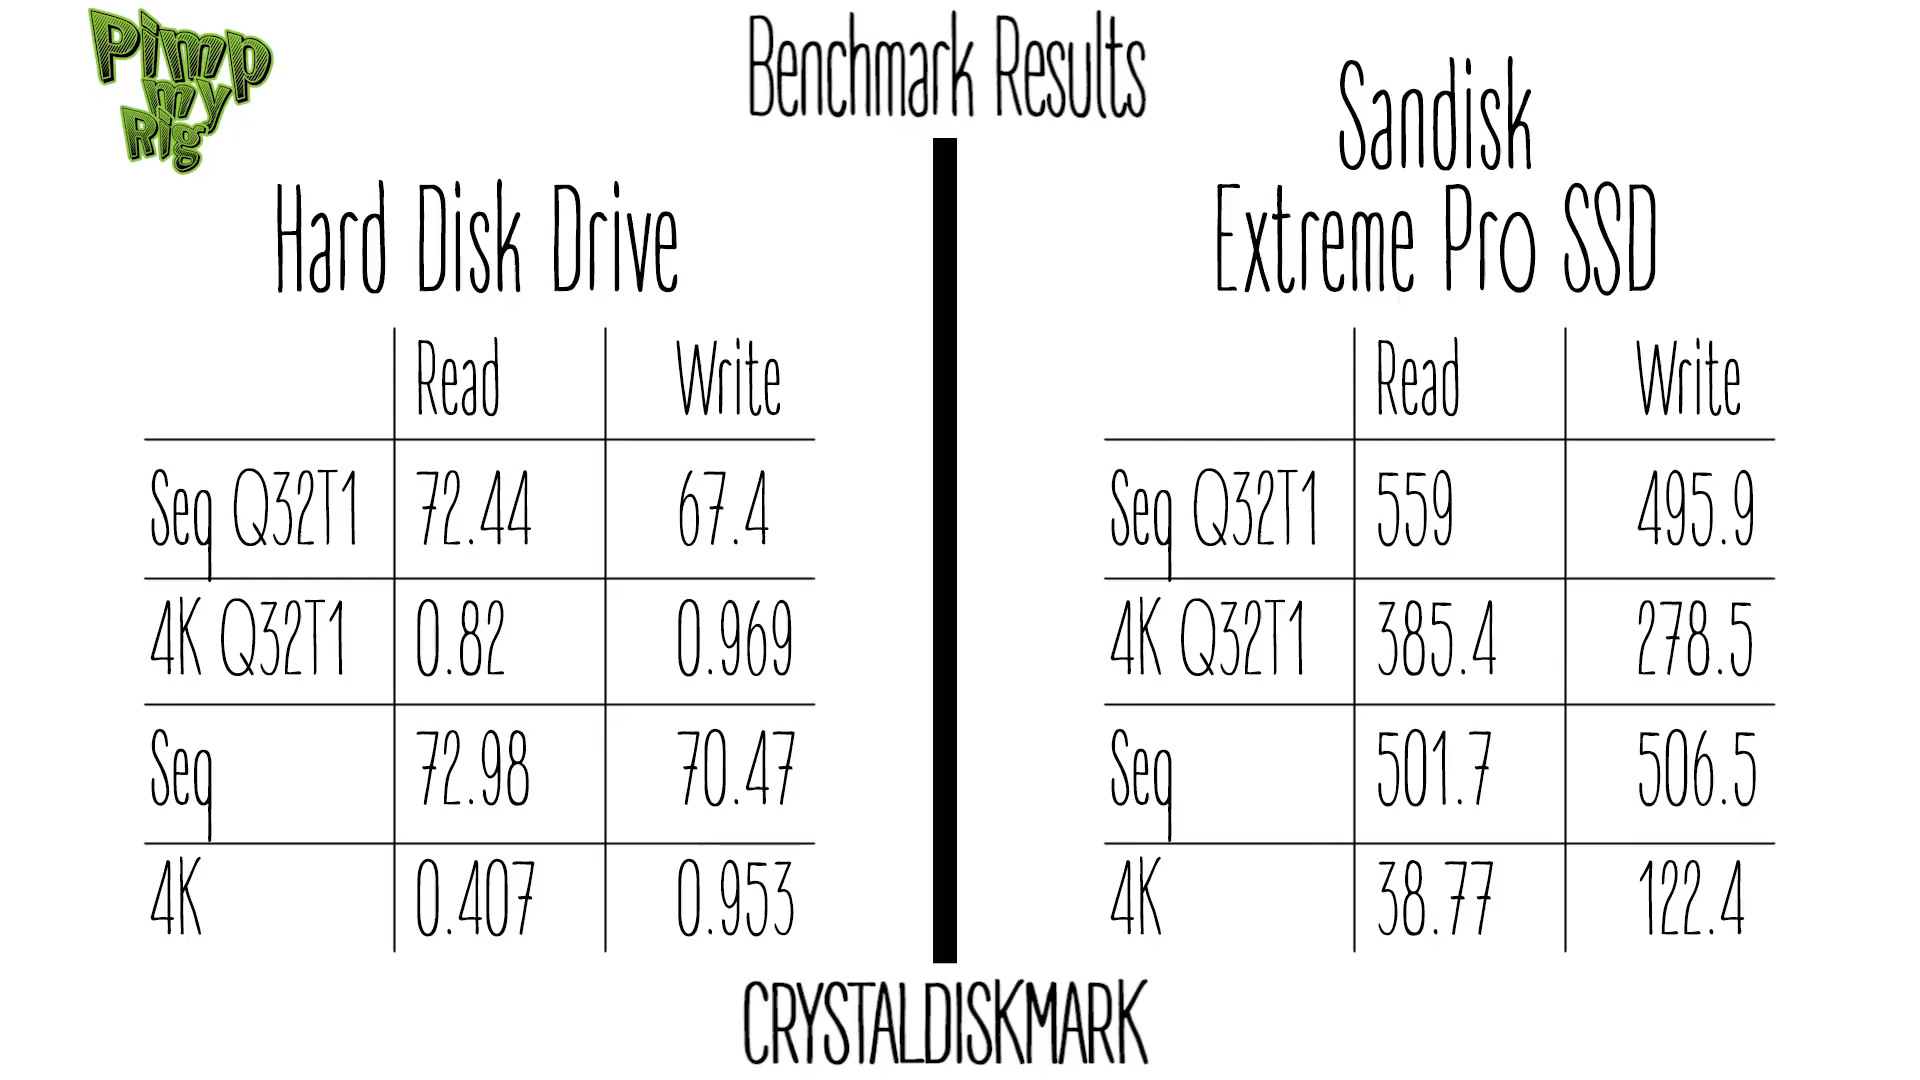 Pimp
my
Rig
Benchmark Results
Hard Disk Drive
Read Write
Seq Q32T1 72.44 67.4
4K Q32T1 0.82 0.969
Seq 72.98 70.47
4K 0.407 0.953
Sandisk
Extreme Pro SSD
Read Write
Seq Q32T1 559 495.9
4K Q32T1 385.4 278.5
Seq 501.7 506.5
4K 38.77 122.4
CRYSTALDISKMARK